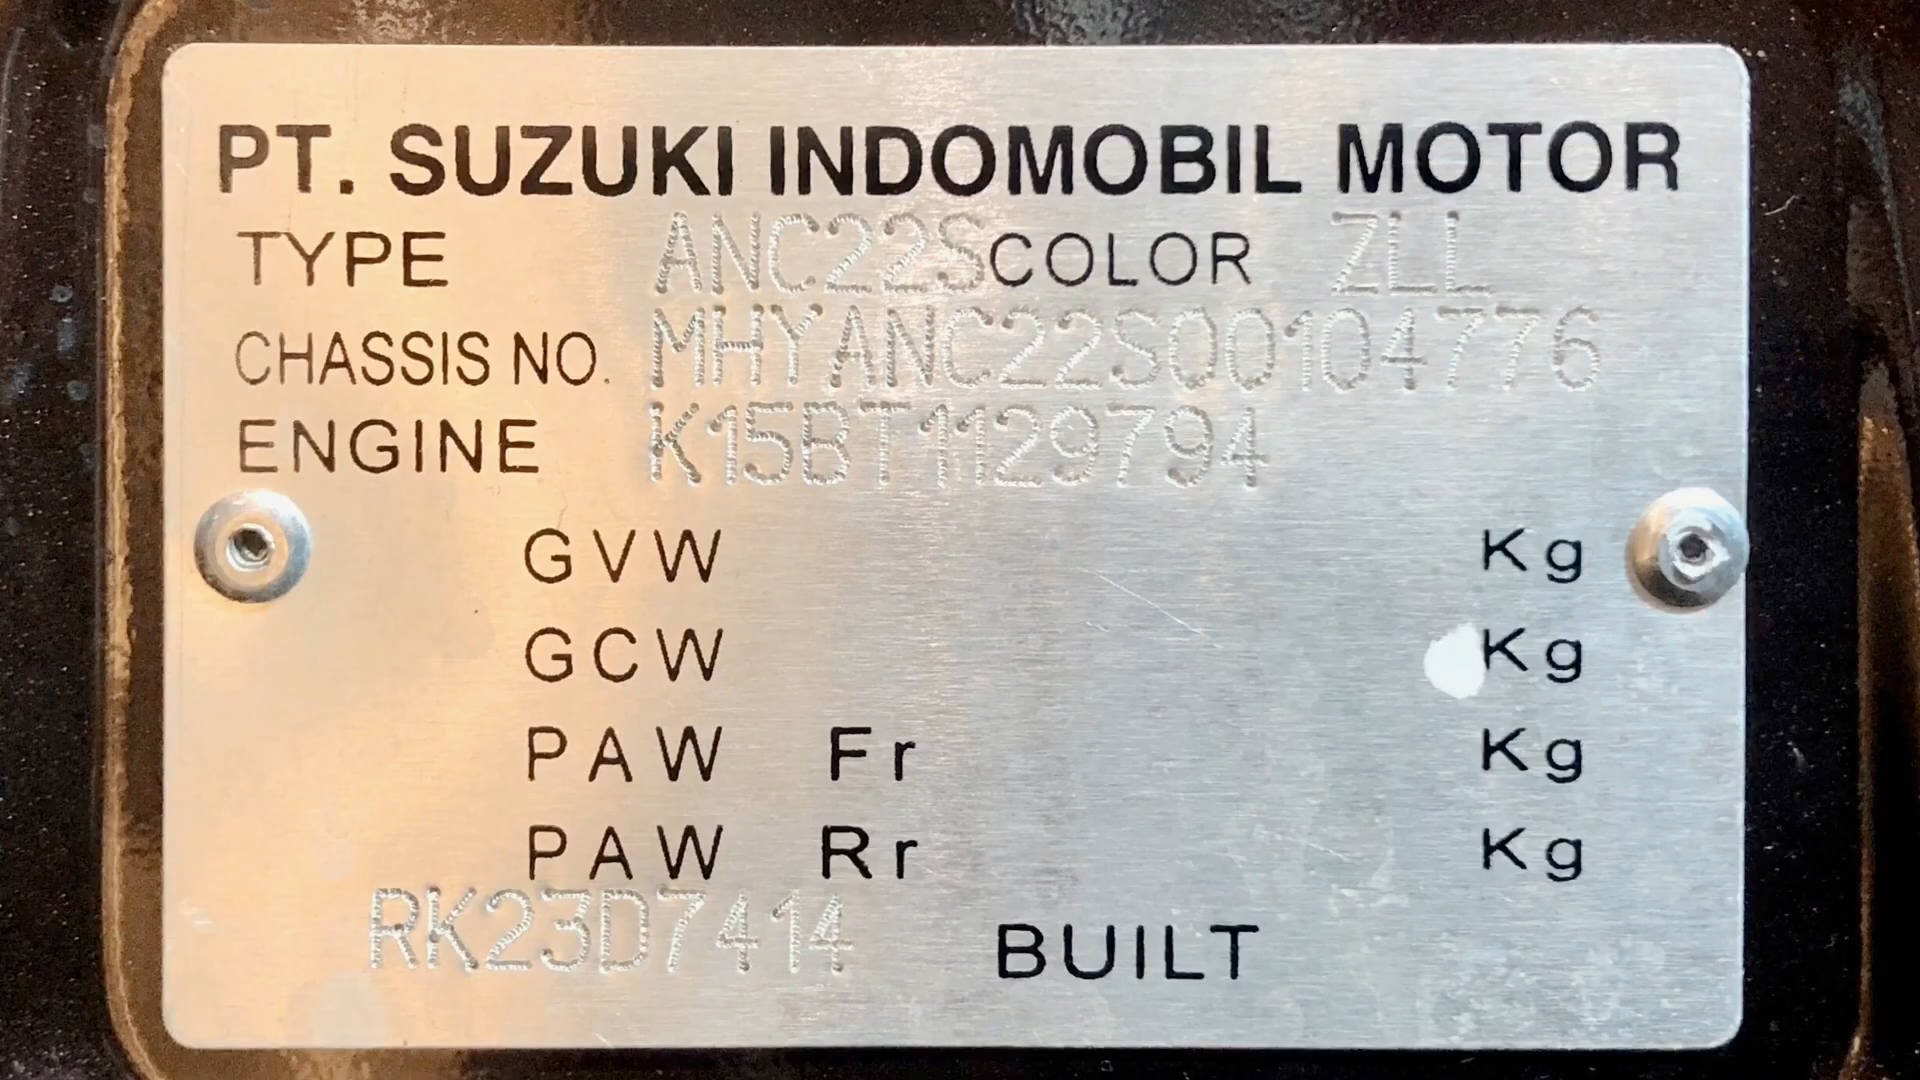 PT. SUZUKI INDOMOBIL MOTOR
TYPE ANC22S COLOR ZLL
CHASSIS NO. MHYANC22S00104776
ENGINE K15BT1129794
GVW Kg
GCW Kg
PAW Fr Kg
PAW Rr Kg
RK23D7414 BUILT